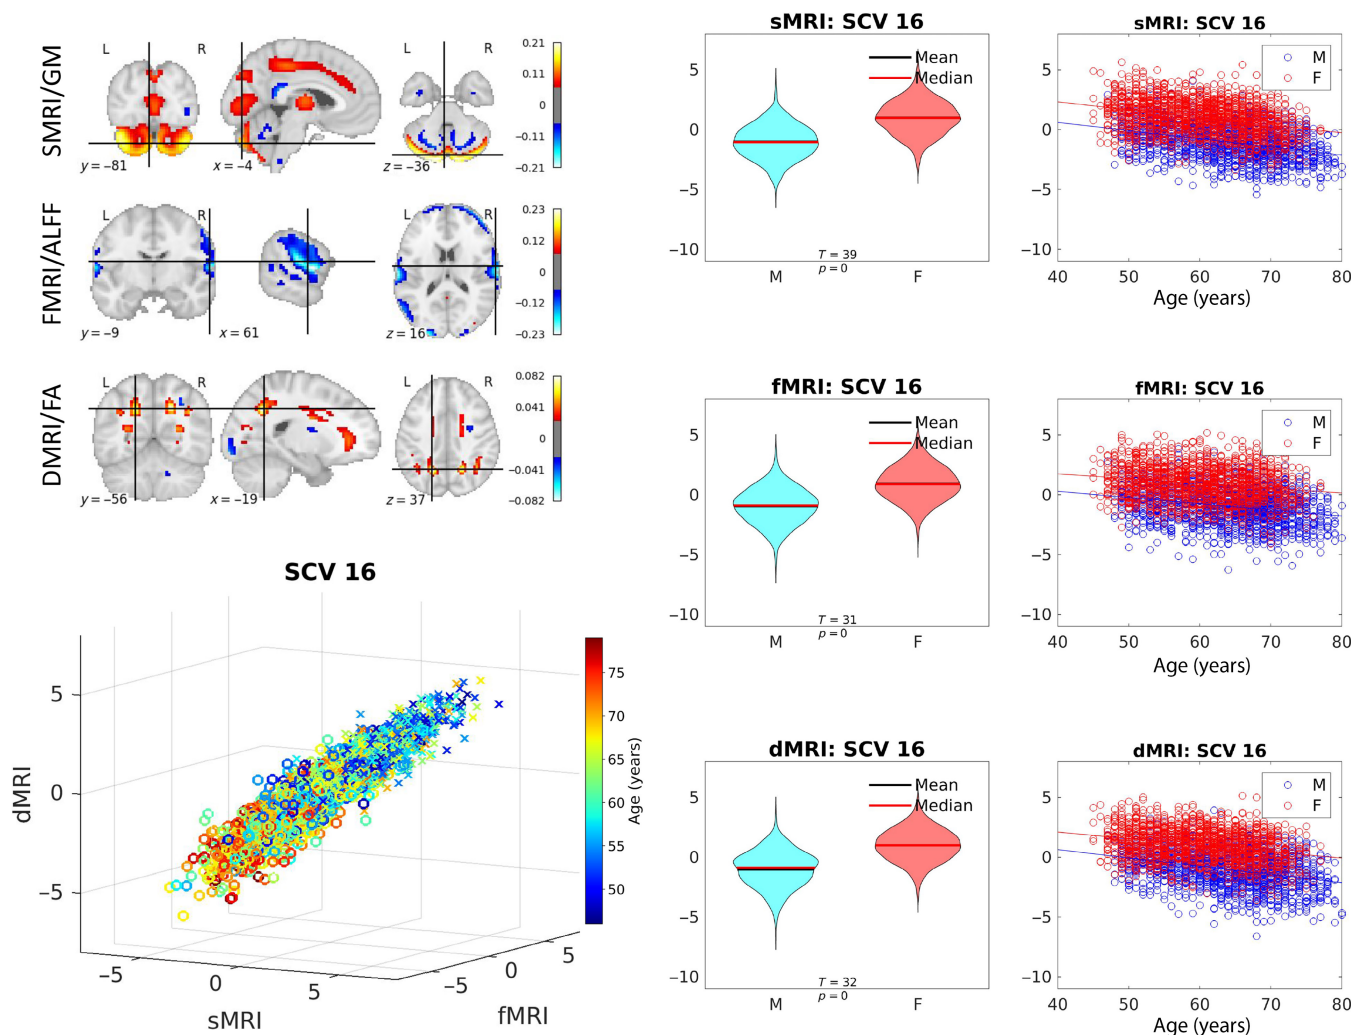 SMRI/GM
L
R
L
R
0.21
0.11
0
−0.11
−0.21
y = −81
x = −4
z = −36
FMRI/ALFF
L
R
L
R
0.23
0.12
0
−0.12
−0.23
y = −9
x = 61
z = 16
DMRI/FA
L
R
L
R
0.082
0.041
0
−0.041
−0.082
y = −56
x = −19
z = 37
SCV 16
dMRI
5
0
−5
−5
0
5
sMRI
−5
0
5
fMRI
75
70
65
60
55
50
Age (years)
sMRI: SCV 16
5
0
−5
−10
Mean
Median
T = 39
p = 0
M
F
sMRI: SCV 16
5
0
−5
−10
M
F
40
50
60
70
80
Age (years)
fMRI: SCV 16
5
0
−5
−10
Mean
Median
T = 31
p = 0
M
F
fMRI: SCV 16
5
0
−5
−10
M
F
40
50
60
70
80
Age (years)
dMRI: SCV 16
5
0
−5
−10
Mean
Median
T = 32
p = 0
M
F
dMRI: SCV 16
5
0
−5
−10
M
F
40
50
60
70
80
Age (years)